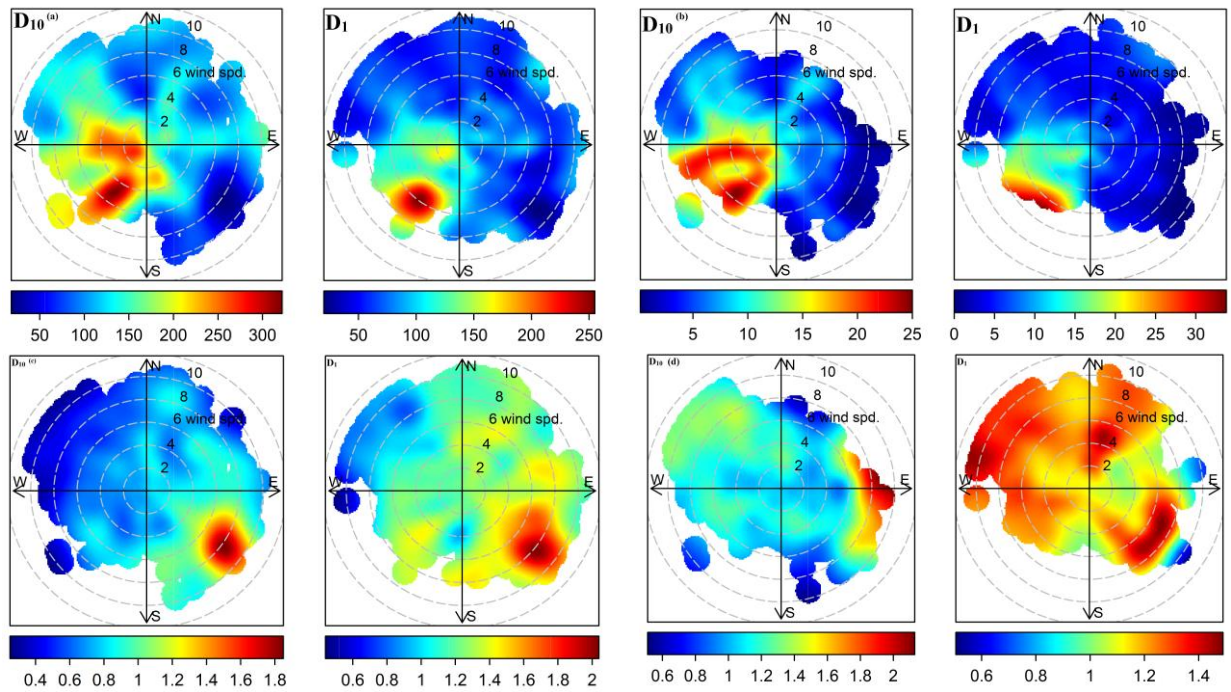 D10 (a)
N
10
8
6 wind spd.
4
2
W
E
S
50 100 150 200 250 300
D1
N
10
8
6 wind spd.
4
2
W
E
S
50 100 150 200 250
D10 (b)
N
10
8
6 wind spd.
4
2
W
E
S
5 10 15 20 25
D1
N
10
8
6 wind spd.
4
2
W
E
S
0 5 10 15 20 25 30
D10 (c)
N
10
8
6 wind spd.
4
2
W
E
S
0.4 0.6 0.8 1 1.2 1.4 1.6 1.8
D1
N
10
8
6 wind spd.
4
2
W
E
S
0.6 0.8 1 1.2 1.4 1.6 1.8 2
D10 (d)
N
10
8
6 wind spd.
4
2
W
E
S
0.6 0.8 1 1.2 1.4 1.6 1.8 2
D1
N
10
8
6 wind spd.
4
2
W
E
S
0.6 0.8 1 1.2 1.4